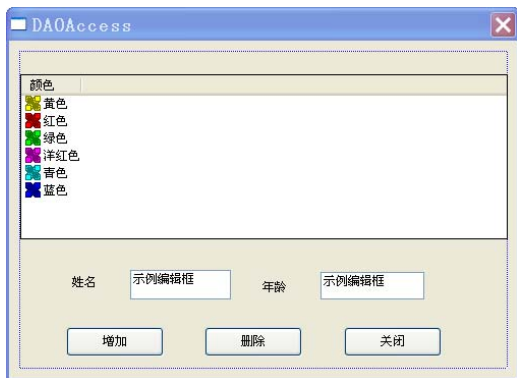 DAOAccess
颜色
黄色
红色
绿色
洋红色
青色
蓝色
姓名 示例编辑框 年龄 示例编辑框
增加 删除 关闭